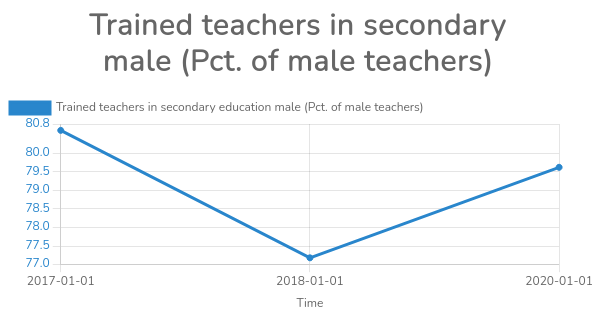 Trained teachers in secondary
male (Pct. of male teachers)
Trained teachers in secondary education male (Pct. of male teachers)
80.8
80.0
79.5
79.0
78.5
78.0
77.5
77.0
2017-01-01 2018-01-01 2020-01-01
Time